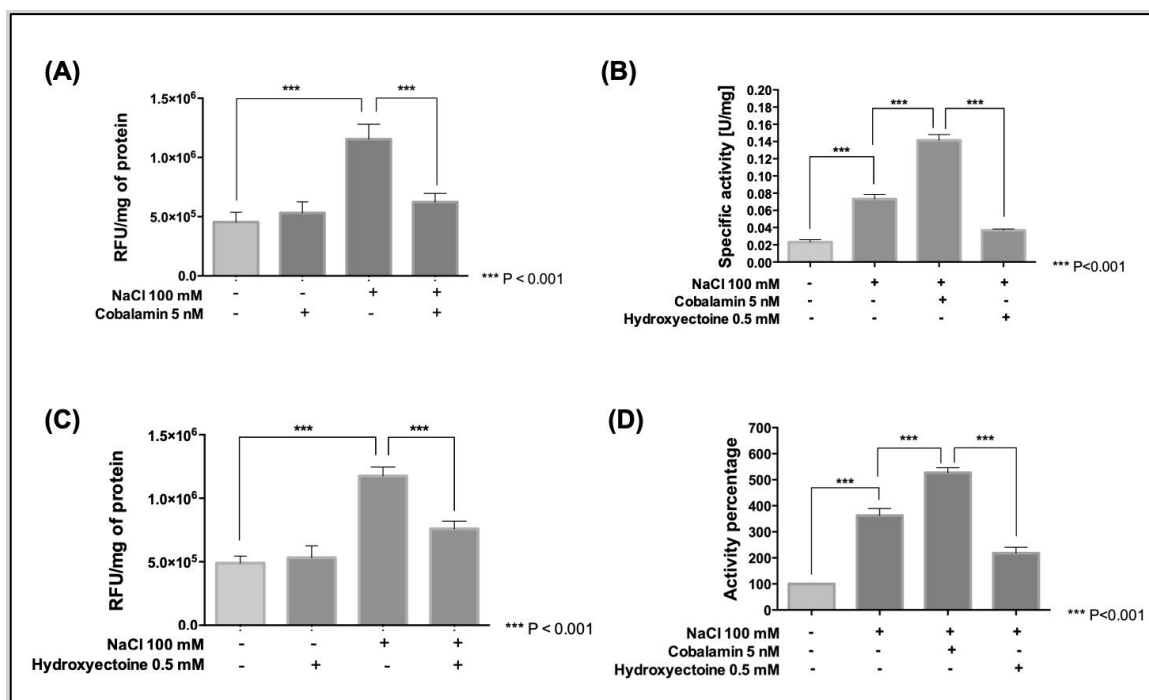 (A)
RFU/mg of protein
1.5×10⁶
1.0×10⁶
5.0×10⁵
0.0
***
***
*** P < 0.001
NaCl 100 mM - - + +
Cobalamin 5 nM - + - +
(B)
Specific activity [U/mg]
0.20
0.18
0.16
0.14
0.12
0.10
0.08
0.06
0.04
0.02
0.00
***
***
***
*** P<0.001
NaCl 100 mM - + + +
Cobalamin 5 nM - - + -
Hydroxyectoine 0.5 mM - - - +
(C)
RFU/mg of protein
1.5×10⁶
1.0×10⁶
5.0×10⁵
0.0
***
***
*** P < 0.001
NaCl 100 mM - - + +
Hydroxyectoine 0.5 mM - + - +
(D)
Activity percentage
700
600
500
400
300
200
100
0
***
***
***
*** P<0.001
NaCl 100 mM - + + +
Cobalamin 5 nM - - + -
Hydroxyectoine 0.5 mM - - - +